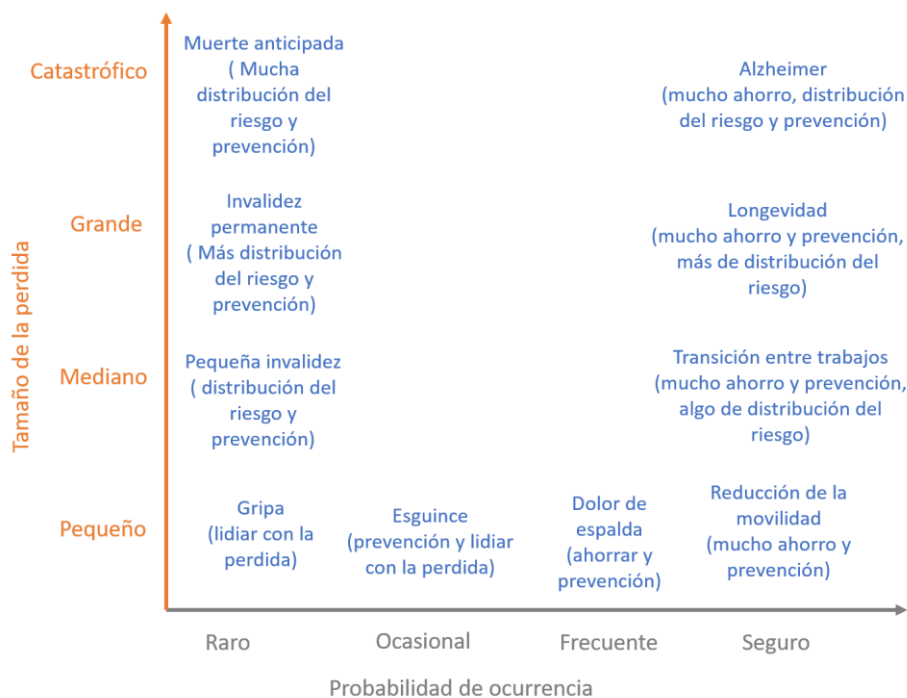 Tamaño de la perdida
Catastrófico
Muerte anticipada
( Mucha
distribución del
riesgo y
prevención)
Alzheimer
(mucho ahorro, distribución
del riesgo y prevención)
Grande
Invalidez
permanente
( Más distribución
del riesgo y
prevención)
Longevidad
(mucho ahorro y prevención,
más de distribución del
riesgo)
Mediano
Pequeña invalidez
( distribución del
riesgo y
prevención)
Transición entre trabajos
(mucho ahorro y prevención,
algo de distribución del
riesgo)
Pequeño
Gripa
(lidiar con la
perdida)
Esguince
(prevención y lidiar
con la perdida)
Dolor de
espalda
(ahorrar y
prevención)
Reducción de la
movilidad
(mucho ahorro y
prevención)
Raro
Ocasional
Frecuente
Seguro
Probabilidad de ocurrencia